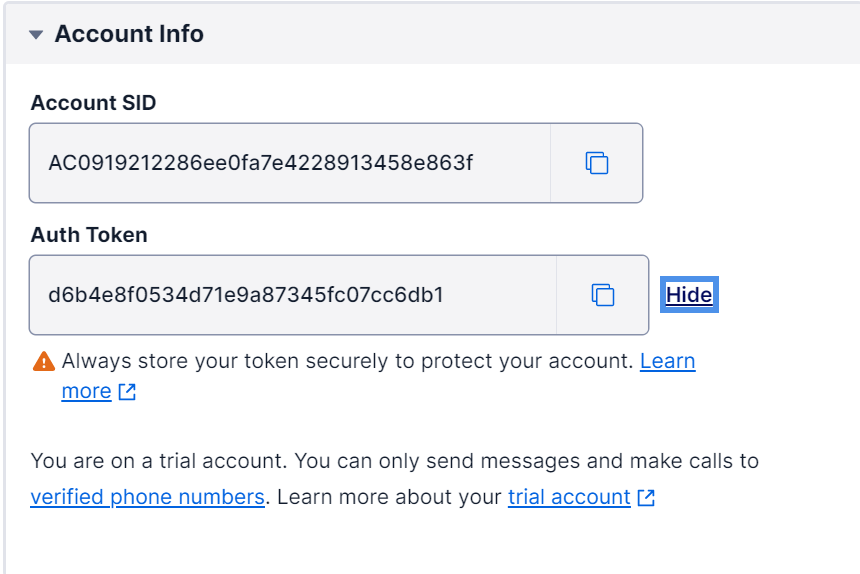 Account Info
Account SID
AC0919212286ee0fa7e4228913458e863f
Auth Token
d6b4e8f0534d71e9a87345fc07cc6db1
Hide
Always store your token securely to protect your account. Learn
more
You are on a trial account. You can only send messages and make calls to
verified phone numbers. Learn more about your trial account